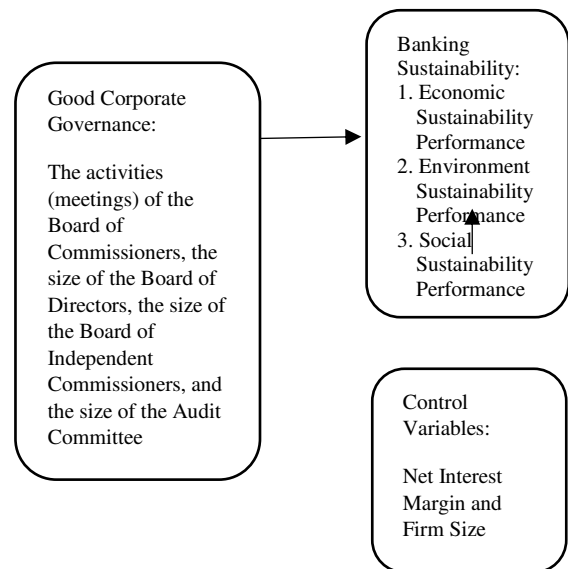 Good Corporate
Governance:
The activities
(meetings) of the
Board of
Commissioners, the
size of the Board of
Directors, the size of
the Board of
Independent
Commissioners, and
the size of the Audit
Committee
Banking
Sustainability:
1. Economic
Sustainability
Performance
2. Environment
Sustainability
Performance
3. Social
Sustainability
Performance
Control
Variables:
Net Interest
Margin and
Firm Size